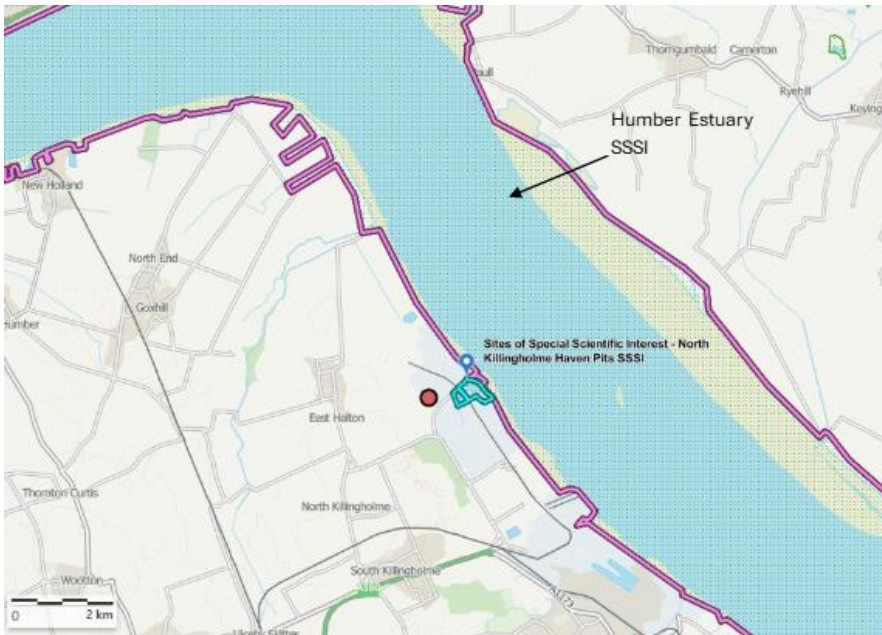 Thorngumbald
Camerton
Ryehill
Humber Estuary
SSSI
New Holland
North End
Goxhill
Sites of Special Scientific Interest - North
Killingholme Haven Pits SSSI
East Halton
Thornton Curtis
North Killingholme
South Killingholme
Wootton
A1173
0 2 km